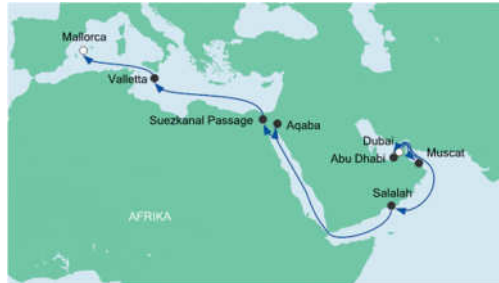 Mallorca
Valletta
Suezkanal Passage
Aqaba
Dubai
Abu Dhabi
Muscat
Salalah
AFRIKA